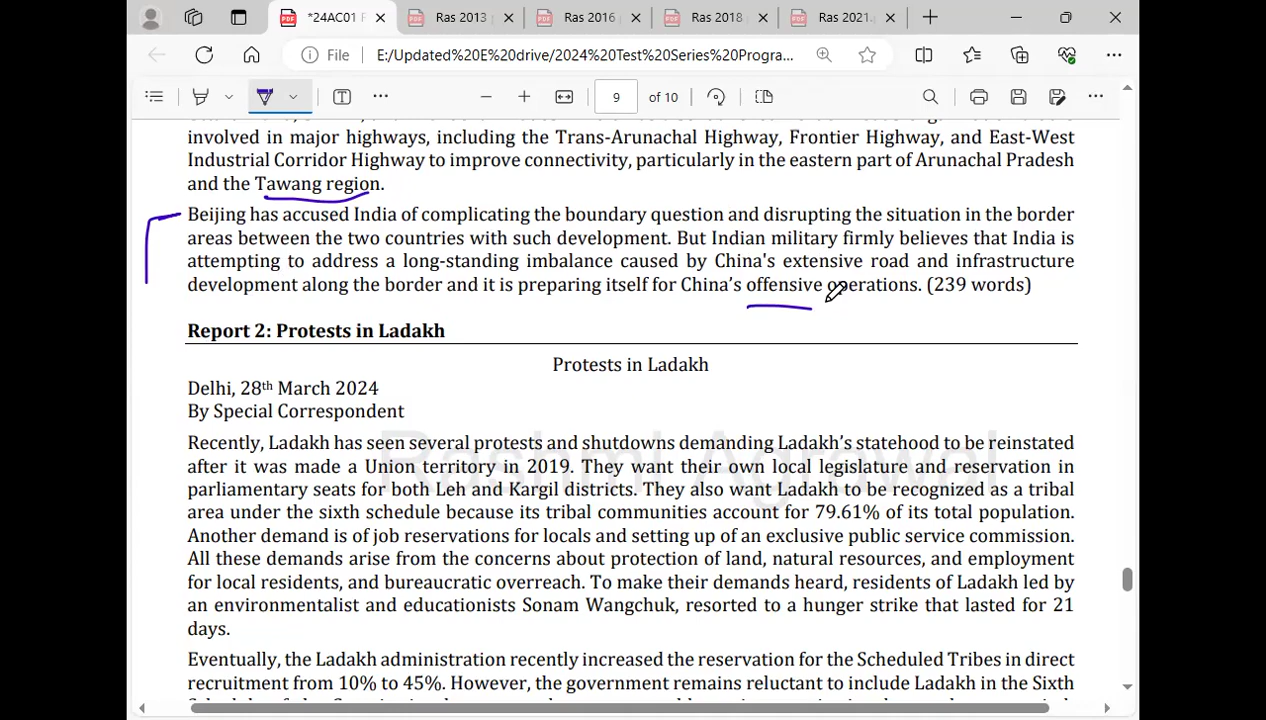 *24AC01 F
Ras 2013
Ras 2016
Ras 2018
Ras 2021.
File
E:/Updated%20E%20drive/2024%20Test%20Series%20Progra...
9
of 10
involved in major highways, including the Trans-Arunachal Highway, Frontier Highway, and East-West
Industrial Corridor Highway to improve connectivity, particularly in the eastern part of Arunachal Pradesh
and the Tawang region.
Beijing has accused India of complicating the boundary question and disrupting the situation in the border
areas between the two countries with such development. But Indian military firmly believes that India is
attempting to address a long-standing imbalance caused by China's extensive road and infrastructure
development along the border and it is preparing itself for China's offensive operations. (239 words)
Report 2: Protests in Ladakh
Protests in Ladakh
Delhi, 28th March 2024
By Special Correspondent
Recently, Ladakh has seen several protests and shutdowns demanding Ladakh's statehood to be reinstated
after it was made a Union territory in 2019. They want their own local legislature and reservation in
parliamentary seats for both Leh and Kargil districts. They also want Ladakh to be recognized as a tribal
area under the sixth schedule because its tribal communities account for 79.61% of its total population.
Another demand is of job reservations for locals and setting up of an exclusive public service commission.
All these demands arise from the concerns about protection of land, natural resources, and employment
for local residents, and bureaucratic overreach. To make their demands heard, residents of Ladakh led by
an environmentalist and educationists Sonam Wangchuk, resorted to a hunger strike that lasted for 21
days.
Rashmi Agrawal
Eventually, the Ladakh administration recently increased the reservation for the Scheduled Tribes in direct
recruitment from 10% to 45%. However, the government remains reluctant to include Ladakh in the Sixth